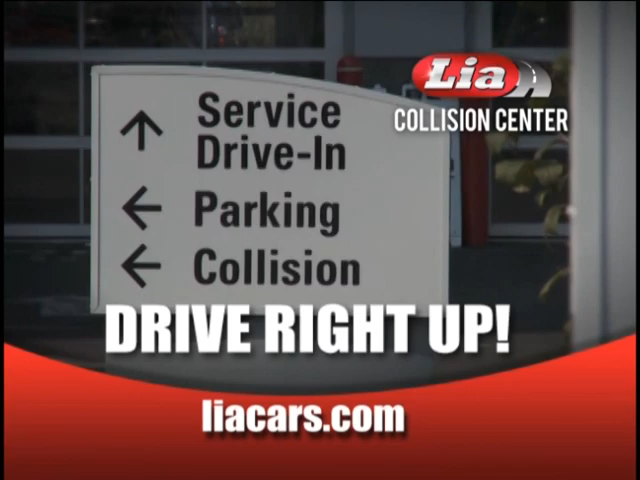 Lia
COLLISION CENTER
Service
Drive-In
Parking
Collision
DRIVE RIGHT UP!
liacars.com